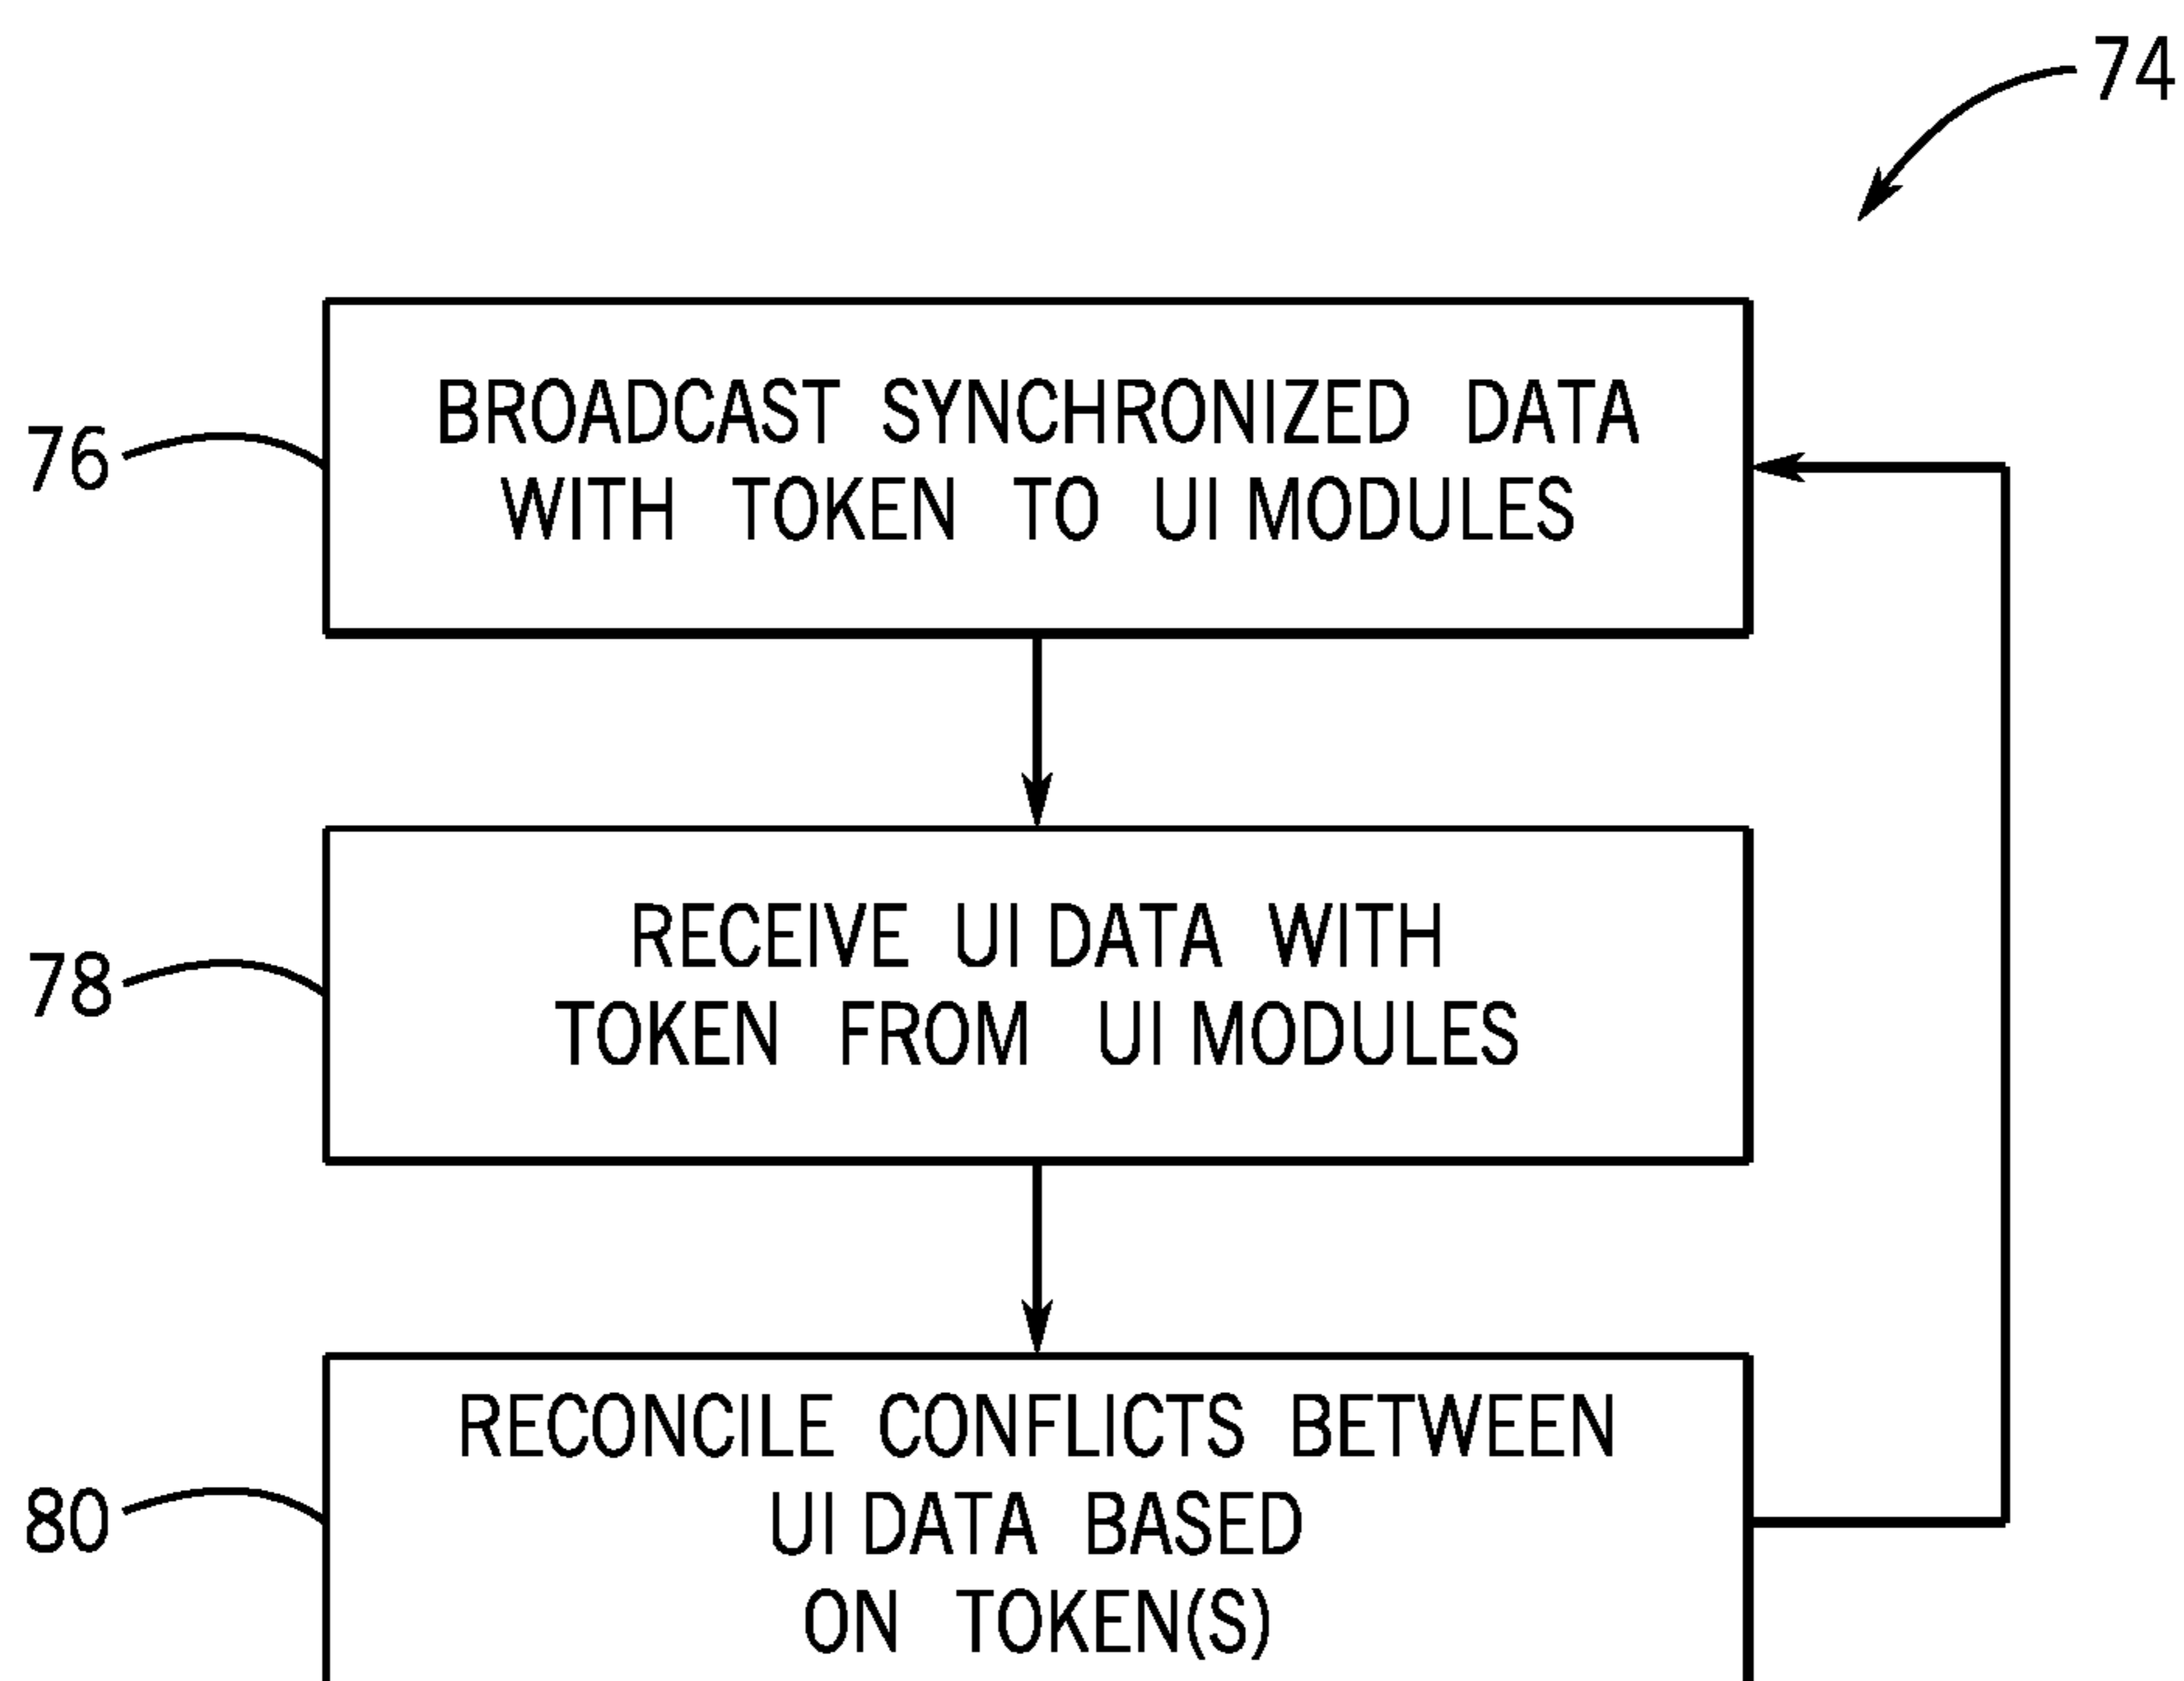 74
BROADCAST SYNCHRONIZED DATA
WITH TOKEN TO UI MODULES
76
RECEIVE UI DATA WITH
TOKEN FROM UI MODULES
78
RECONCILE CONFLICTS BETWEEN
UI DATA BASED
ON TOKEN(S)
80